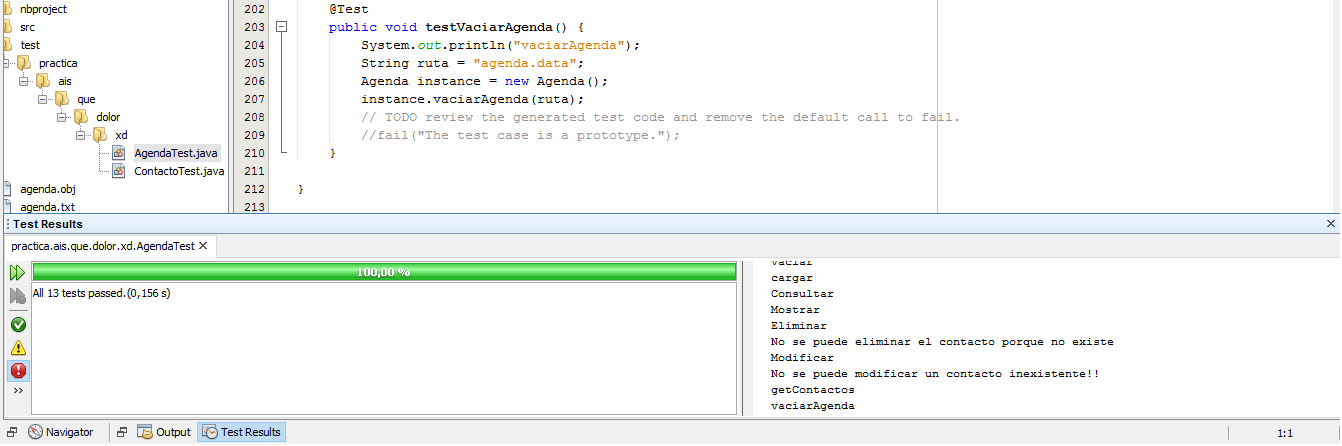 nbproject
src
test
practica
ais
que
dolor
xd
AgendaTest.java
ContactoTest.java
agenda.obj
agenda.txt
202 @Test
203 public void testVaciarAgenda() {
204 System.out.println("vaciarAgenda");
205 String ruta = "agenda.data";
206 Agenda instance = new Agenda();
207 instance.vaciarAgenda(ruta);
208 // TODO review the generated test code and remove the default call to fail.
209 //fail("The test case is a prototype.");
210 }
211
212 }
213
Test Results
practica.ais.que.dolor.xd.AgendaTest
100,00 %
All 13 tests passed.(0,156 s)
vaciar
cargar
Consultar
Mostrar
Eliminar
No se puede eliminar el contacto porque no existe
Modificar
No se puede modificar un contacto inexistente!!
getContactos
vaciarAgenda
Navigator Output Test Results 1:1